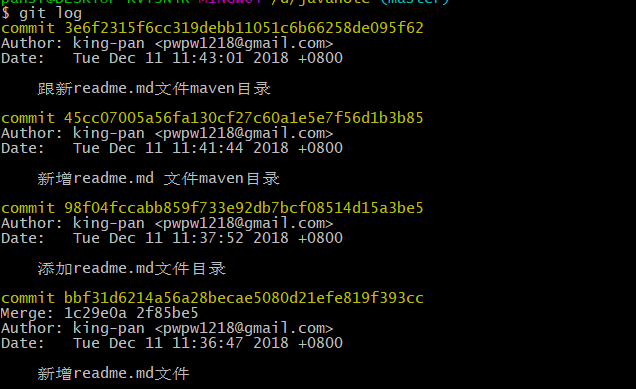 $ git log
commit 3e6f2315f6cc319debb11051c6b66258de095f62
Author: king-pan <pwpw1218@gmail.com>
Date:   Tue Dec 11 11:43:01 2018 +0800
跟新readme.md文件maven目录
commit 45cc07005a56fa130cf27c60a1e5e7f56d1b3b85
Author: king-pan <pwpw1218@gmail.com>
Date:   Tue Dec 11 11:41:44 2018 +0800
新增readme.md 文件maven目录
commit 98f04fccabb859f733e92db7bcf08514d15a3be5
Author: king-pan <pwpw1218@gmail.com>
Date:   Tue Dec 11 11:37:52 2018 +0800
添加readme.md文件目录
commit bbf31d6214a56a28becae5080d21efe819f393cc
Merge: 1c29e0a 2f85be5
Author: king-pan <pwpw1218@gmail.com>
Date:   Tue Dec 11 11:36:47 2018 +0800
新增readme.md文件